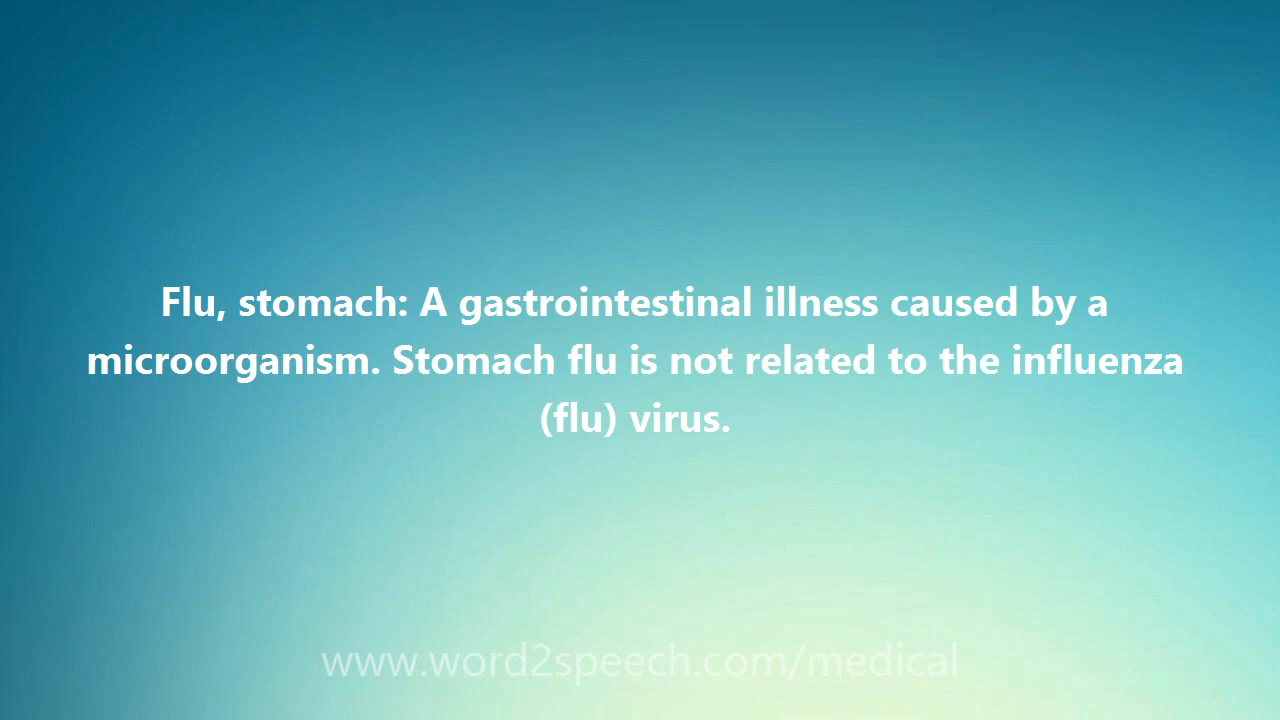 Flu, stomach: A gastrointestinal illness caused by a
microorganism. Stomach flu is not related to the influenza
(flu) virus.
www.word2speech.com/medical